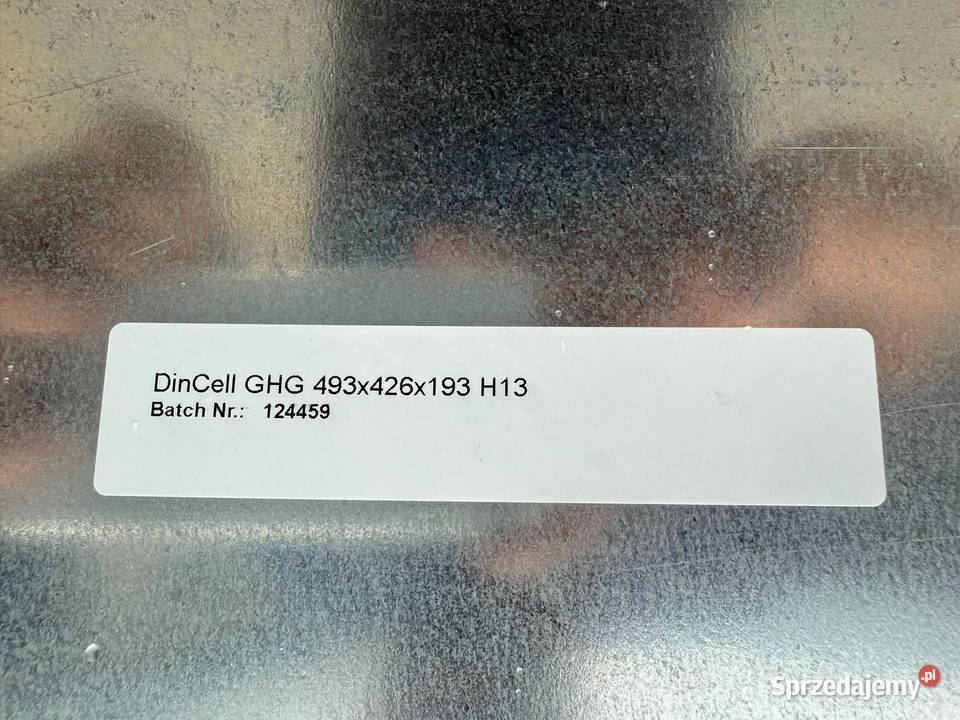 DinCell GHG 493x426x193 H13
Batch Nr.: 124459
Sprzedajemy.pl